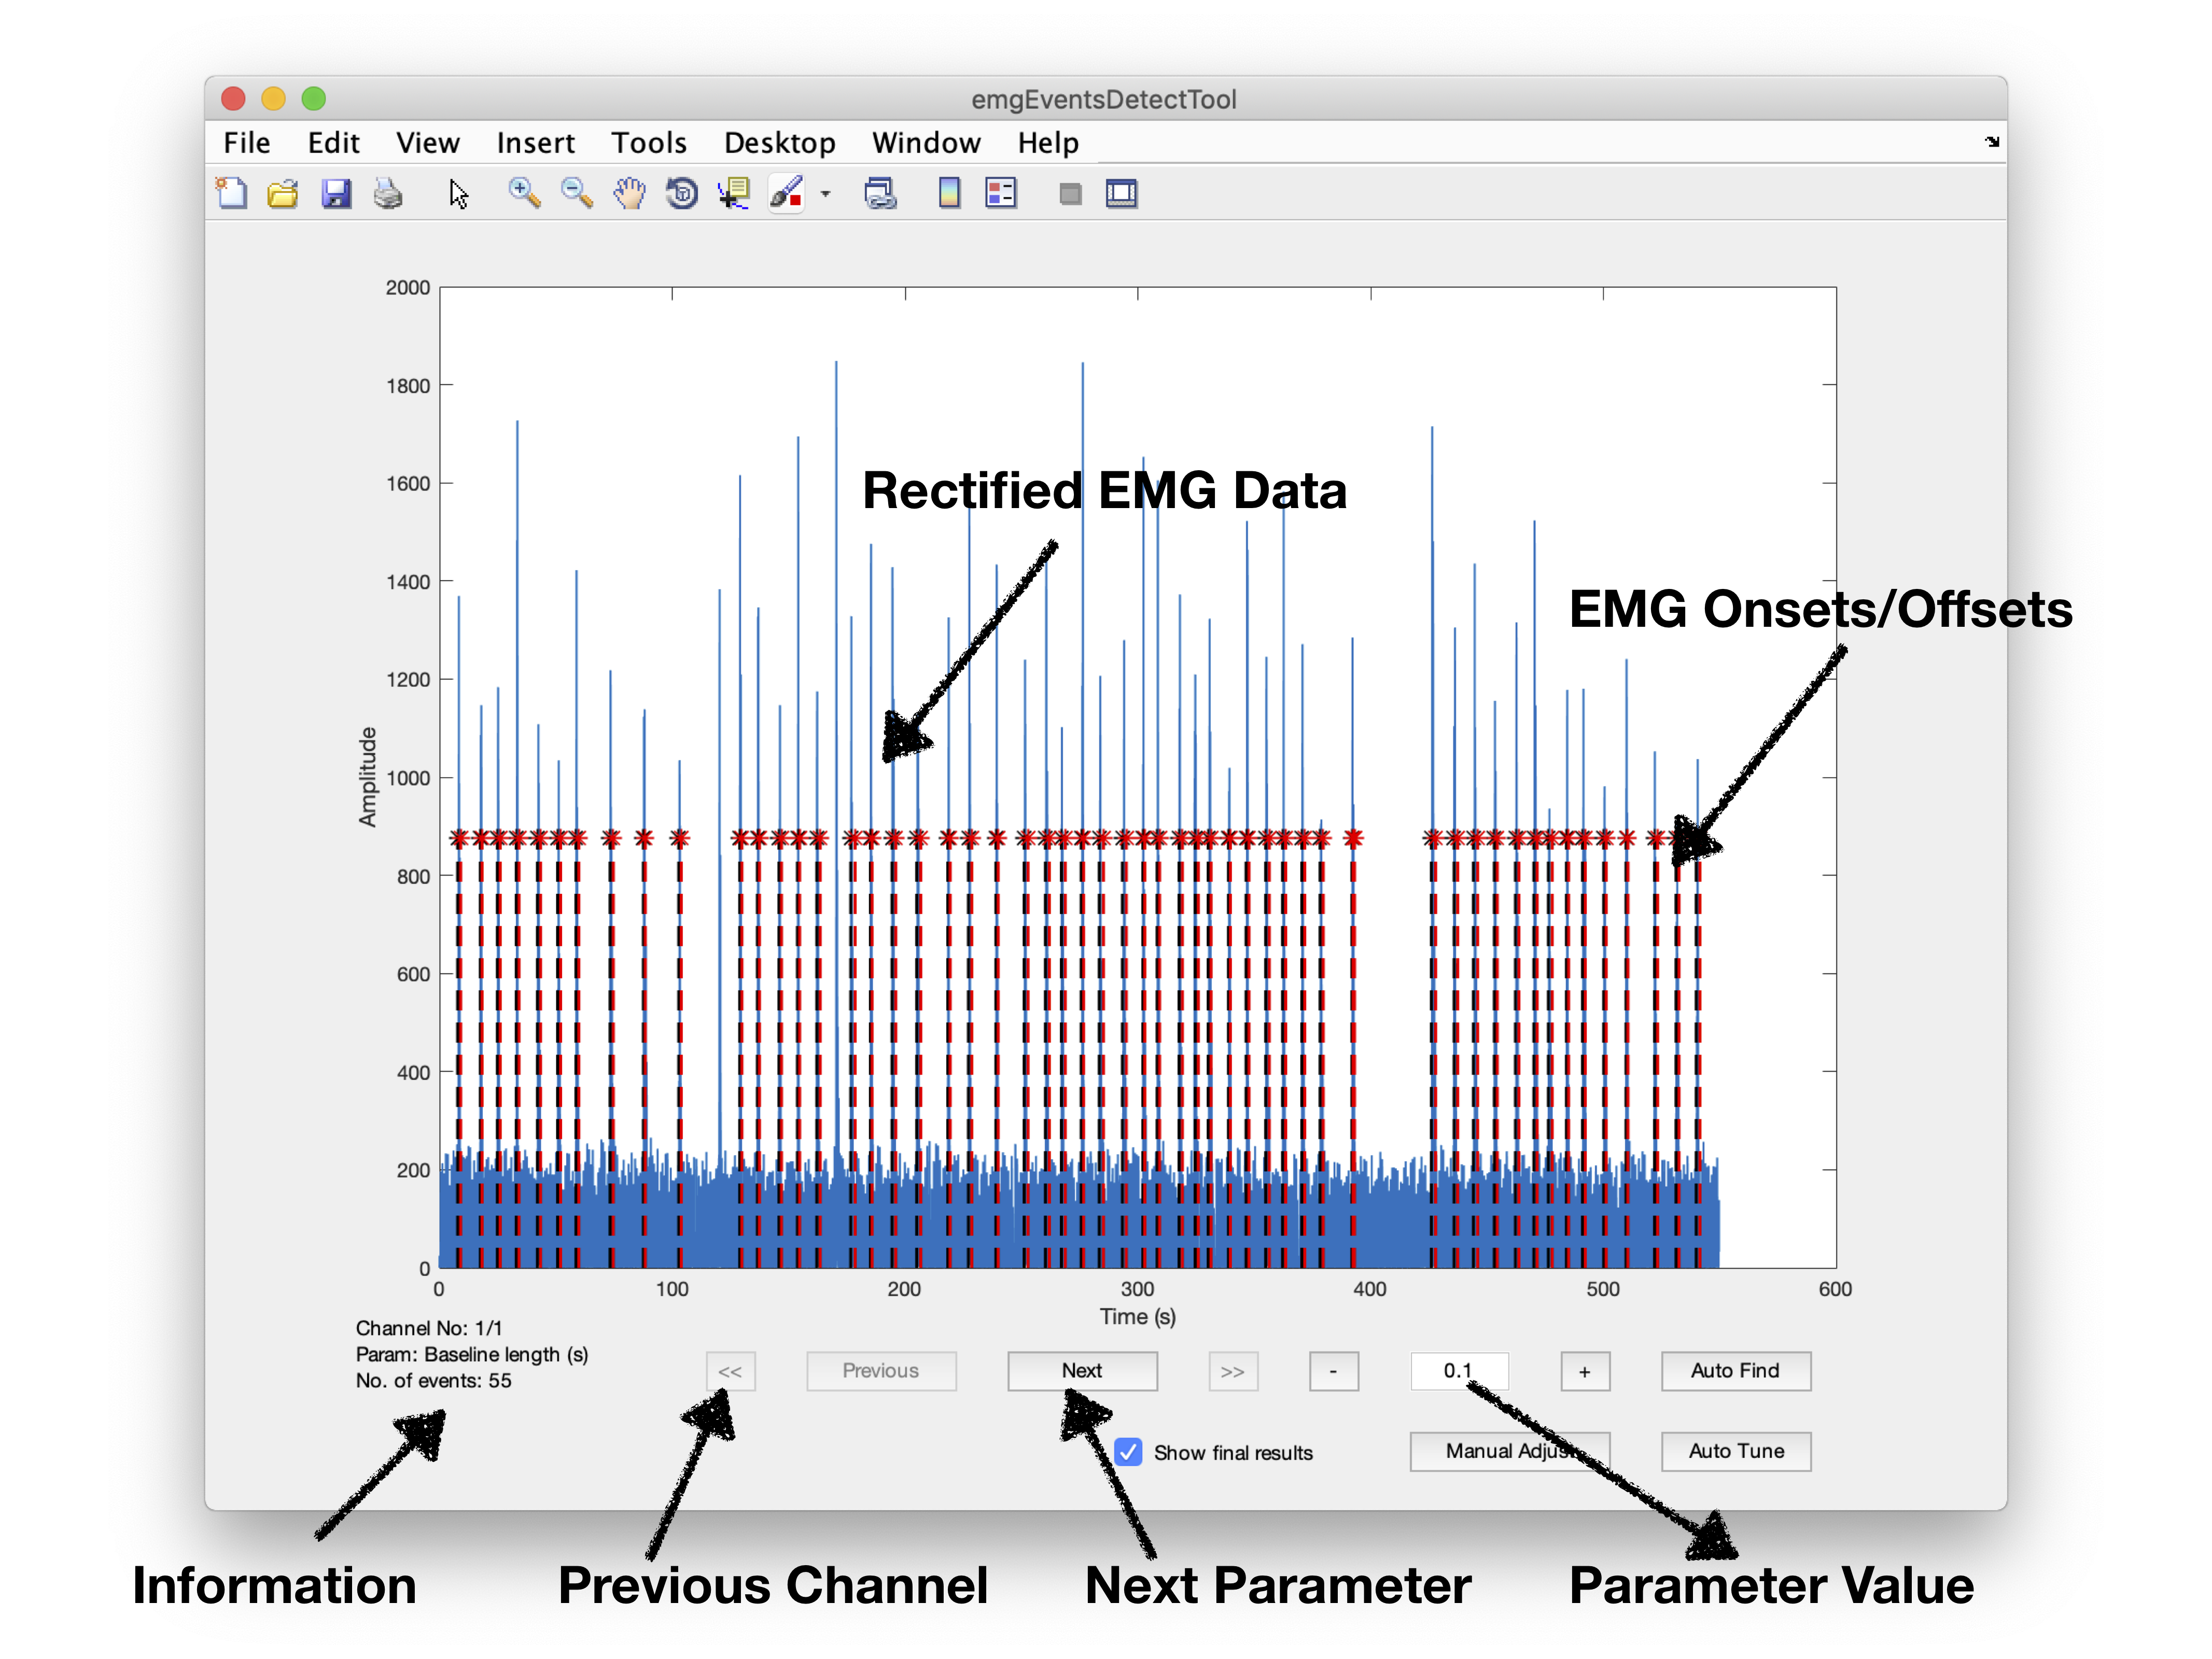 emgEventsDetectTool
File Edit View Insert Tools Desktop Window Help
2000
1800
1600
1400
1200
1000
800
600
400
200
0
Amplitude
Rectified EMG Data
EMG Onsets/Offsets
0 100 200 300 400 500 600
Time (s)
Channel No: 1/1
Param: Baseline length (s)
No. of events: 55
<< Previous Next >> - 0.1 + Auto Find
Show final results Manual Adjust Auto Tune
Information Previous Channel Next Parameter Parameter Value